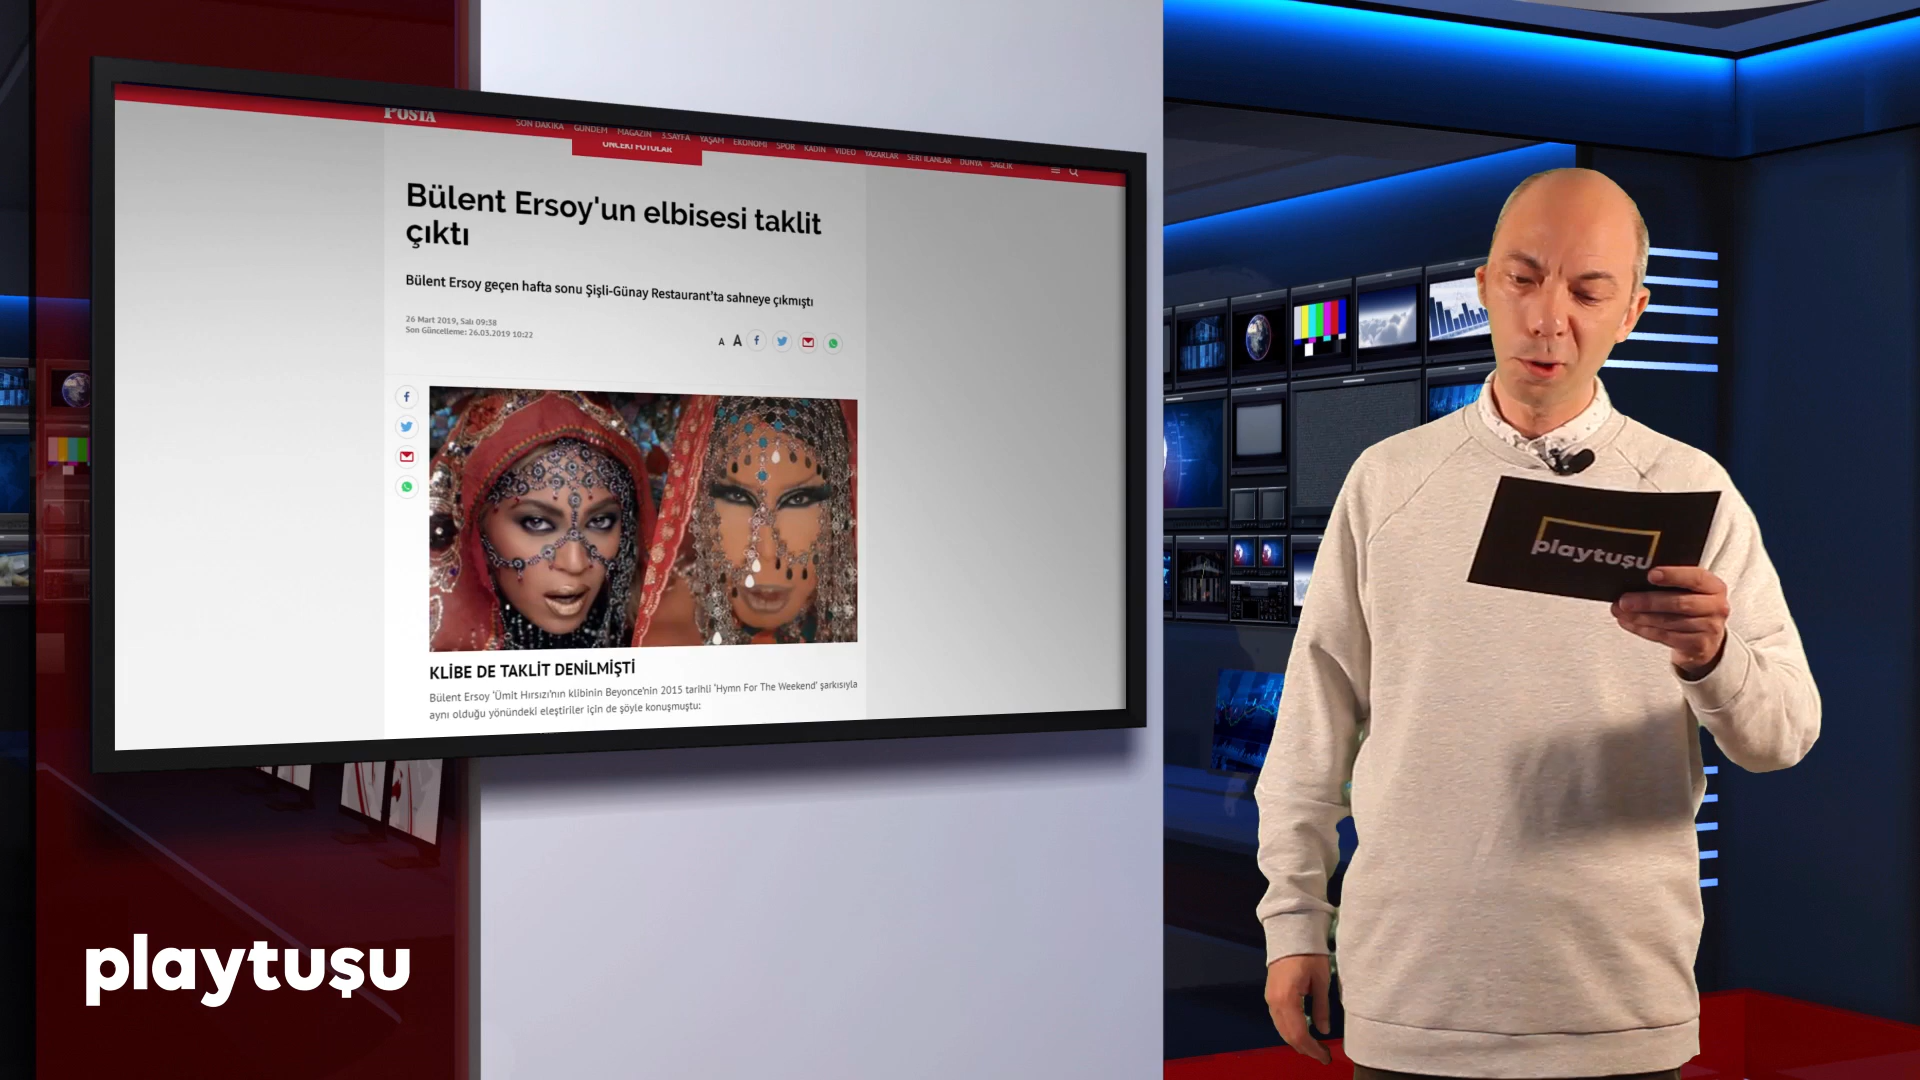 POSTA
SON DAKİKA GÜNDEM MAGAZİN 3.SAYFA YAŞAM EKONOMİ SPOR KADIN VİDEO YAZARLAR SERİ İLANLAR DÜNYA SAĞLIK
ÖNCEKİ FOTOLAR
Bülent Ersoy'un elbisesi taklit
çıktı
Bülent Ersoy geçen hafta sonu Şişli-Günay Restaurant'ta sahneye çıkmıştı
26 Mart 2019, Salı 09:38
Son Güncelleme: 26.03.2019 10:22
A A
KLİBE DE TAKLİT DENİLMİŞTİ
Bülent Ersoy 'Ümit Hırsızı'nın klibinin Beyonce'nin 2015 tarihli 'Hymn For The Weekend' şarkısıyla
aynı olduğu yönündeki eleştiriler için de şöyle konuşmuştu:
playtuşu
playtuşu